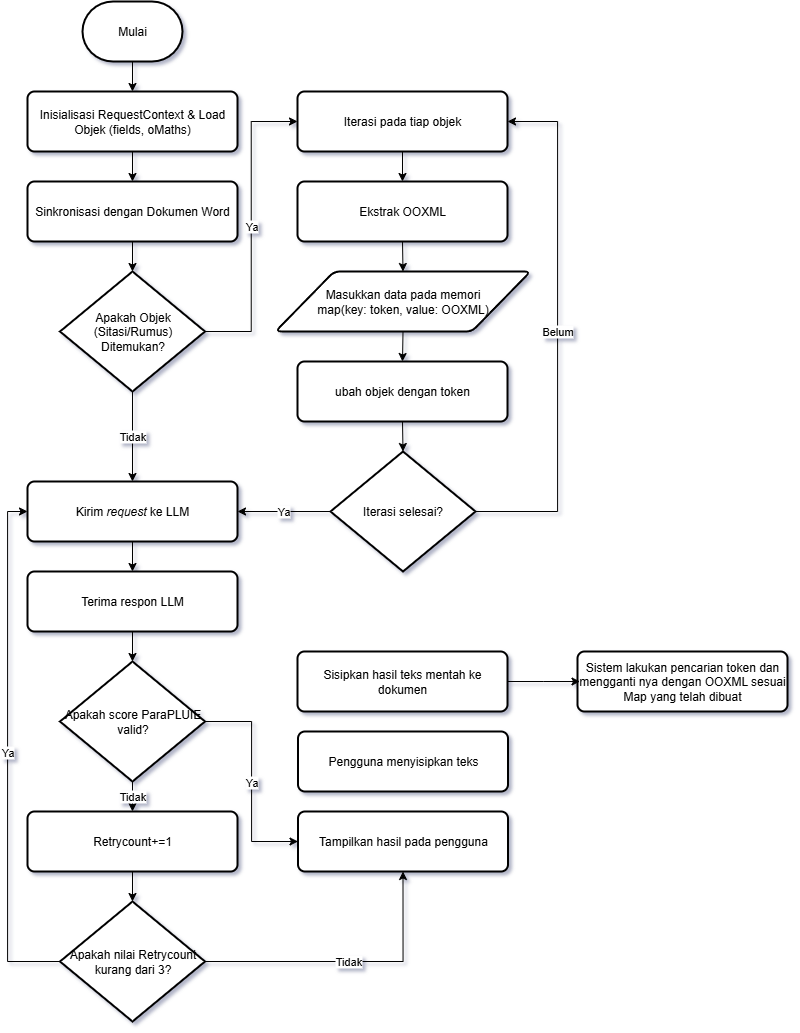 Mulai
Inisialisasi RequestContext & Load
Objek (fields, oMaths)
Sinkronisasi dengan Dokumen Word
Apakah Objek
(Sitasi/Rumus)
Ditemukan?
Ya
Tidak
Iterasi pada tiap objek
Ekstrak OOXML
Masukkan data pada memori
map(key: token, value: OOXML)
ubah objek dengan token
Iterasi selesai?
Belum
Ya
Kirim request ke LLM
Terima respon LLM
Apakah score ParaPLUIE
valid?
Ya
Tidak
Retrycount+=1
Apakah nilai Retrycount
kurang dari 3?
Ya
Tidak
Sisipkan hasil teks mentah ke
dokumen
Sistem lakukan pencarian token dan
mengganti nya dengan OOXML sesuai
Map yang telah dibuat
Pengguna menyisipkan teks
Tampilkan hasil pada pengguna